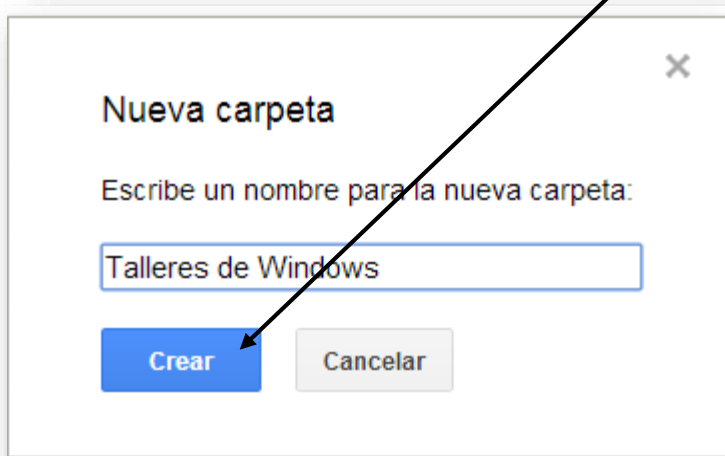 Nueva carpeta
Escribe un nombre para la nueva carpeta:
Talleres de Windows
Crear
Cancelar